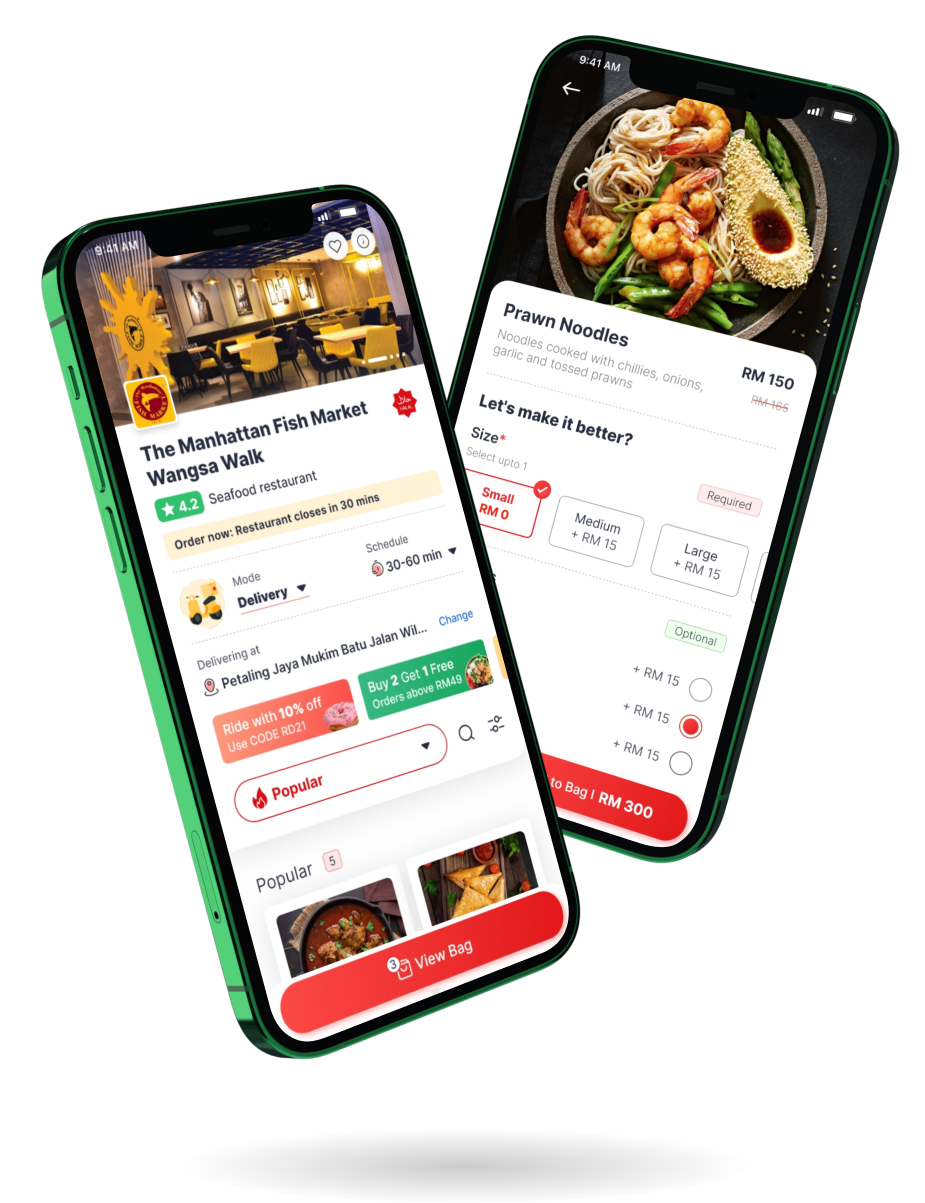 9:41 AM
The Manhattan Fish Market
Wangsa Walk
حلال
HALAL
FISH MARKET
★ 4.2 Seafood restaurant
Order now: Restaurant closes in 30 mins
Mode
Delivery
Schedule
30-60 min
Delivering at
Petaling Jaya Mukim Batu Jalan Wil...
Change
Ride with 10% off
Use CODE RD21
Buy 2 Get 1 Free
Orders above RM49
Popular
Popular 5
3 View Bag
9:41 AM
Prawn Noodles
Noodles cooked with chillies, onions,
garlic and tossed prawns
RM 150
RM 165
Let's make it better?
Size*
Select upto 1
Required
Small
RM 0
Medium
+ RM 15
Large
+ RM 15
Optional
+ RM 15
+ RM 15
+ RM 15
to Bag | RM 300